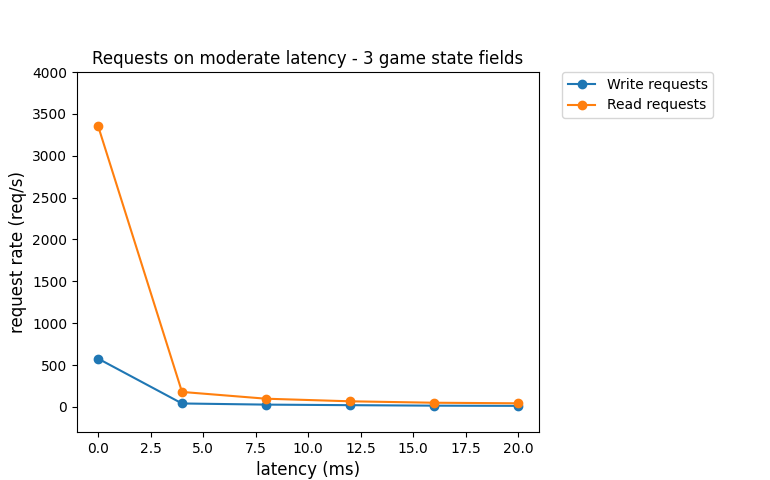 Requests on moderate latency - 3 game state fields
4000
3500
3000
2500
2000
1500
1000
500
0
request rate (req/s)
0.0 2.5 5.0 7.5 10.0 12.5 15.0 17.5 20.0
latency (ms)
Write requests
Read requests